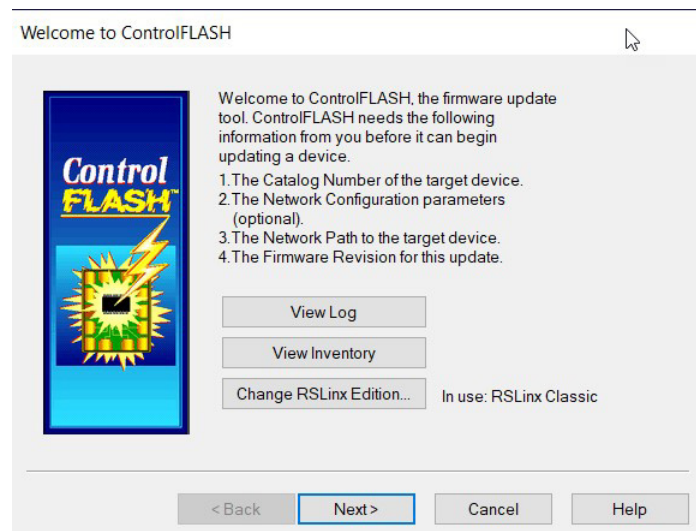 Welcome to ControlFLASH
Control
FLASH™
Welcome to ControlFLASH, the firmware update
tool. ControlFLASH needs the following
information from you before it can begin
updating a device.
1.The Catalog Number of the target device.
2.The Network Configuration parameters
(optional).
3.The Network Path to the target device.
4.The Firmware Revision for this update.
View Log
View Inventory
Change RSLinx Edition...
In use: RSLinx Classic
< Back
Next >
Cancel
Help